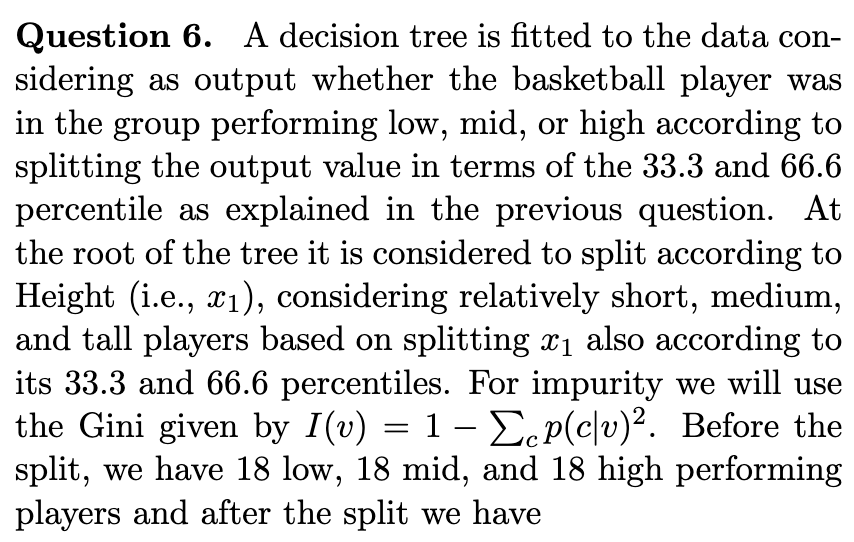 Question 6. A decision tree is fitted to the data con-
sidering as output whether the basketball player was
in the group performing low, mid, or high according to
splitting the output value in terms of the 33.3 and 66.6
percentile as explained in the previous question. At
the root of the tree it is considered to split according to
Height (i.e., x₁), considering relatively short, medium,
and tall players based on splitting x₁ also according to
its 33.3 and 66.6 percentiles. For impurity we will use
the Gini given by I(v) = 1 − ∑_c p(c|v)². Before the
split, we have 18 low, 18 mid, and 18 high performing
players and after the split we have